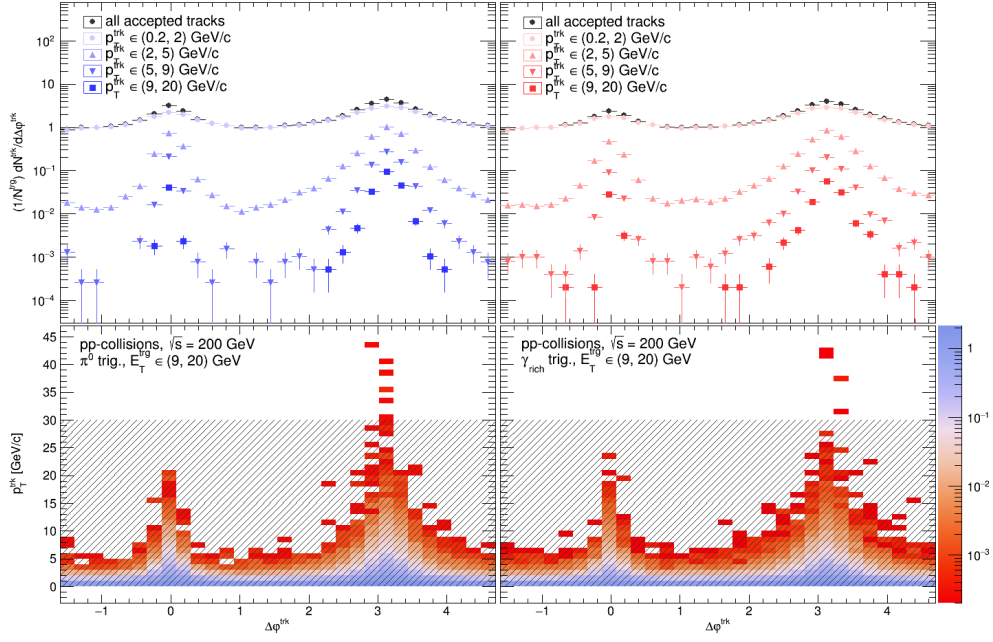 all accepted tracks
p_T^trk ∈ (0.2, 2) GeV/c
p_T^trk ∈ (2, 5) GeV/c
p_T^trk ∈ (5, 9) GeV/c
p_T^trk ∈ (9, 20) GeV/c
all accepted tracks
p_T^trk ∈ (0.2, 2) GeV/c
p_T^trk ∈ (2, 5) GeV/c
p_T^trk ∈ (5, 9) GeV/c
p_T^trk ∈ (9, 20) GeV/c
(1/N^trg) dN^trk/dΔφ^trk
10²
10
1
10⁻¹
10⁻²
10⁻³
10⁻⁴
pp-collisions, √s = 200 GeV
π⁰ trig., E_T^trg ∈ (9, 20) GeV
pp-collisions, √s = 200 GeV
γ_rich trig., E_T^trg ∈ (9, 20) GeV
p_T^trk [GeV/c]
45
40
35
30
25
20
15
10
5
0
1
10⁻¹
10⁻²
10⁻³
−1 0 1 2 3 4
−1 0 1 2 3 4
Δφ^trk
Δφ^trk